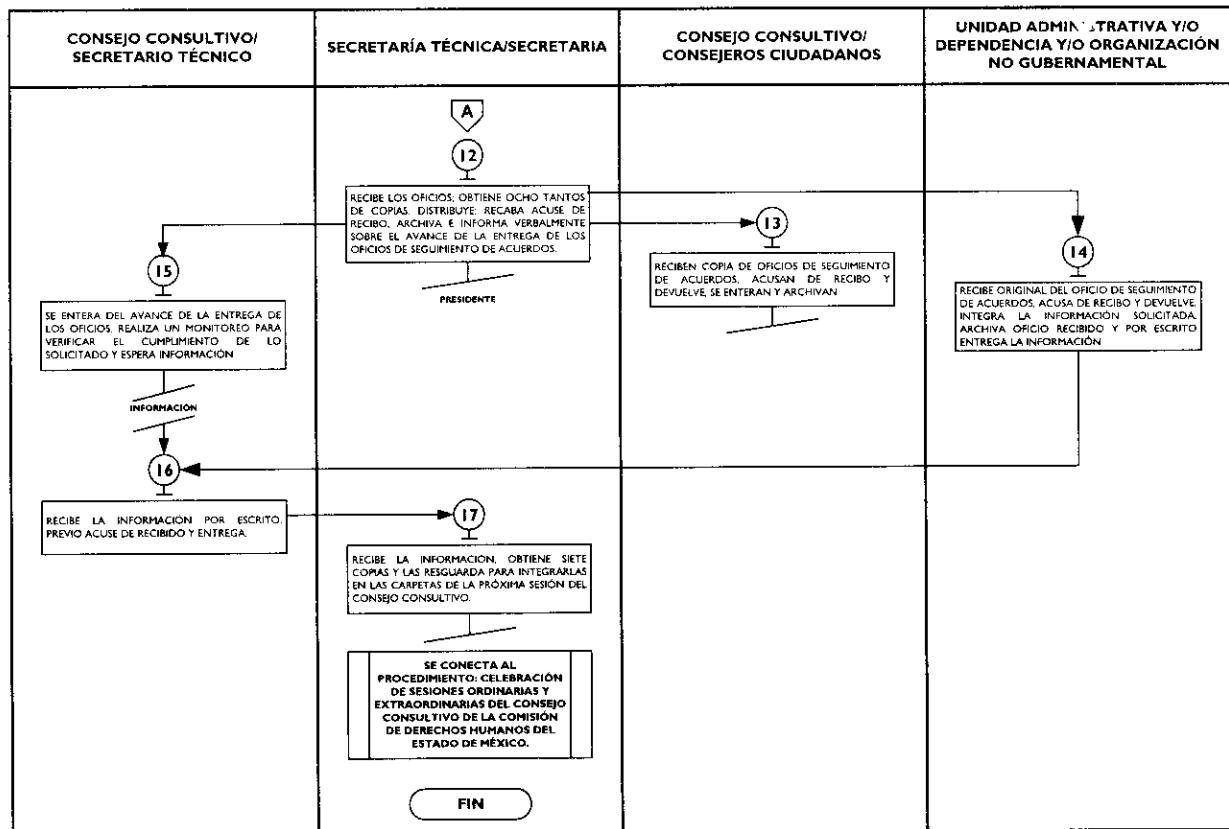 CONSEJO CONSULTIVO/
SECRETARIO TÉCNICO
SECRETARÍA TÉCNICA/SECRETARIA
CONSEJO CONSULTIVO/
CONSEJEROS CIUDADANOS
UNIDAD ADMINISTRATIVA Y/O
DEPENDENCIA Y/O ORGANIZACIÓN
NO GUBERNAMENTAL
A
12
RECIBE LOS OFICIOS; OBTIENE OCHO TANTOS
DE COPIAS. DISTRIBUYE; RECABA ACUSE DE
RECIBO, ARCHIVA E INFORMA VERBALMENTE
SOBRE EL AVANCE DE LA ENTREGA DE LOS
OFICIOS DE SEGUIMIENTO DE ACUERDOS.
PRESIDENTE
13
RECIBEN COPIA DE OFICIOS DE SEGUIMIENTO
DE ACUERDOS, ACUSAN DE RECIBO Y
DEVUELVE, SE ENTERAN Y ARCHIVAN
14
RECIBE ORIGINAL DEL OFICIO DE SEGUIMIENTO
DE ACUERDOS, ACUSA DE RECIBO Y DEVUELVE.
INTEGRA LA INFORMACIÓN SOLICITADA.
ARCHIVA OFICIO RECIBIDO Y POR ESCRITO
ENTREGA LA INFORMACIÓN
15
SE ENTERA DEL AVANCE DE LA ENTREGA DE
LOS OFICIOS. REALIZA UN MONITOREO PARA
VERIFICAR EL CUMPLIMIENTO DE LO
SOLICITADO Y ESPERA INFORMACIÓN
INFORMACIÓN
16
RECIBE LA INFORMACIÓN POR ESCRITO.
PREVIO ACUSE DE RECIBIDO Y ENTREGA.
17
RECIBE LA INFORMACION, OBTIENE SIETE
COPIAS Y LAS RESGUARDA PARA INTEGRARLAS
EN LAS CARPETAS DE LA PRÓXIMA SESIÓN DEL
CONSEJO CONSULTIVO.
SE CONECTA AL
PROCEDIMIENTO: CELEBRACIÓN
DE SESIONES ORDINARIAS Y
EXTRAORDINARIAS DEL CONSEJO
CONSULTIVO DE LA COMISIÓN
DE DERECHOS HUMANOS DEL
ESTADO DE MÉXICO.
FIN